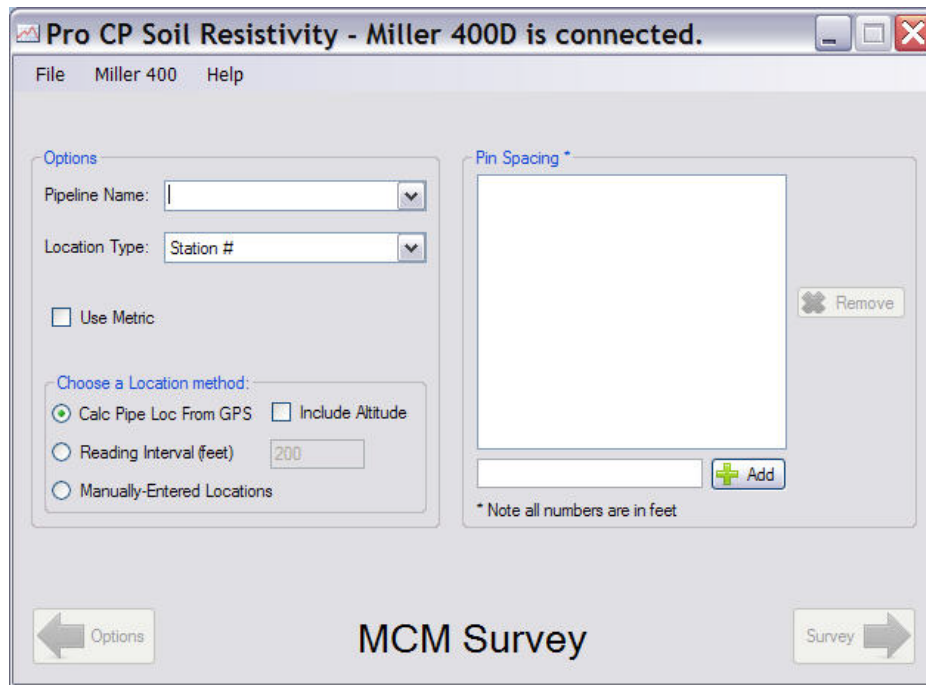 Pro CP Soil Resistivity - Miller 400D is connected.
File Miller 400 Help
Options
Pipeline Name:
Location Type: Station #
Use Metric
Choose a Location method:
Calc Pipe Loc From GPS Include Altitude
Reading Interval (feet) 200
Manually-Entered Locations
Pin Spacing *
Remove
Add
* Note all numbers are in feet
Options
MCM Survey
Survey